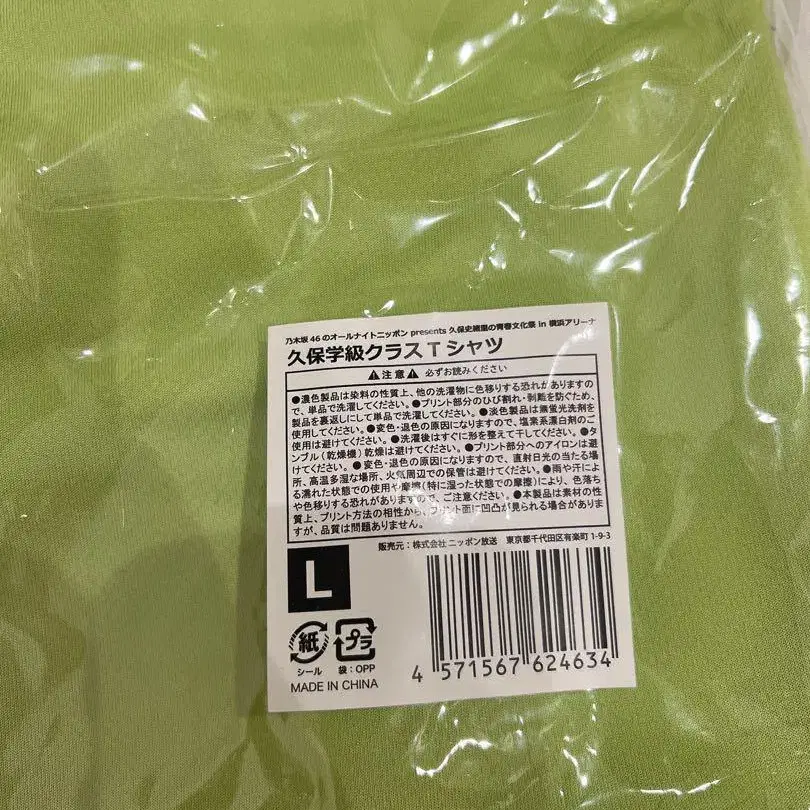 乃木坂 46 のオールナイトニッポン presents 久保史緒里の青春文化祭 in 横浜アリーナ
久保学級クラス T シャツ
⚠注意⚠ 必ずお読みください
●濃色製品は染料の性質上、他の洗濯物に色移りする恐れがありますの
で、単品で洗濯してください。●プリント部分のひび割れ・剥離を防ぐため、
製品を裏返しにして単品で洗濯してください。●淡色製品は無蛍光洗剤を
使用してください。●変色・退色の原因になりますので、塩素系漂白剤のご
使用は避けてください。●洗濯後はすぐに形を整えて干してください。●タ
ンブル（乾燥機）乾燥は避けてください。●プリント部分へのアイロンは避
けてください。●変色・退色の原因になりますので、直射日光の当たる場
所、高温多湿な場所、火気周辺での保管は避けてください。●雨や汗によ
る濡れた状態での使用や摩擦（特に湿った状態での摩擦）により、色落ち
や色移りする恐れがありますので、ご注意ください。●本製品は素材の性
質上、プリント方法の相性から、プリント面に凹凸が見られる場合がありま
すが、品質は問題ありません。
販売元：株式会社ニッポン放送 東京都千代田区有楽町 1-9-3
L
紙 プラ
シール 袋：OPP
MADE IN CHINA
4 571567 624634